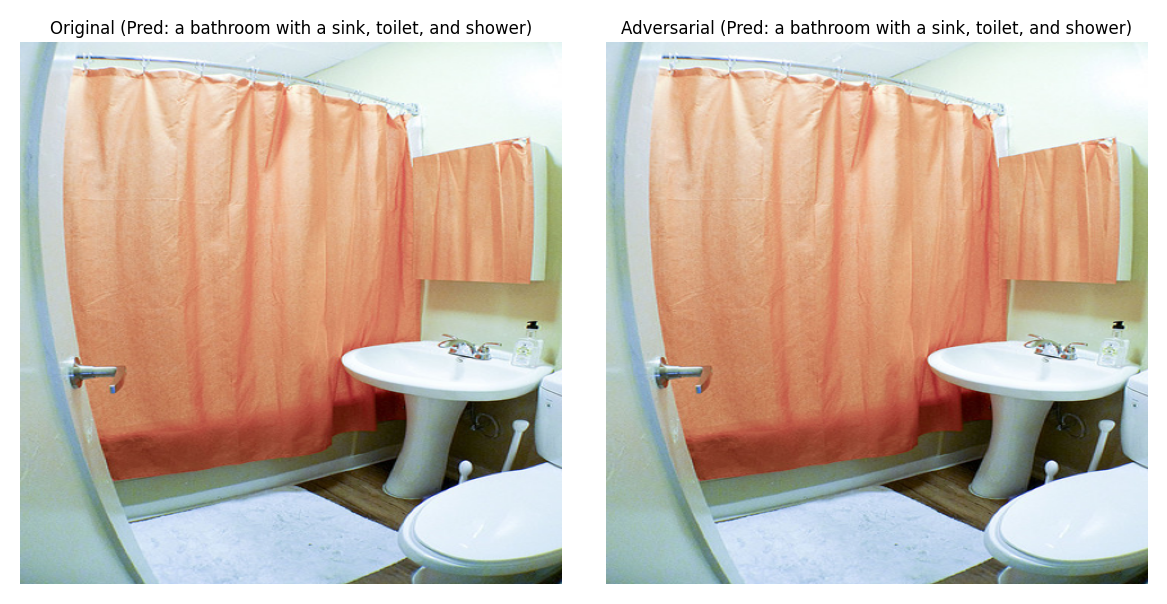 Original (Pred: a bathroom with a sink, toilet, and shower)
Adversarial (Pred: a bathroom with a sink, toilet, and shower)